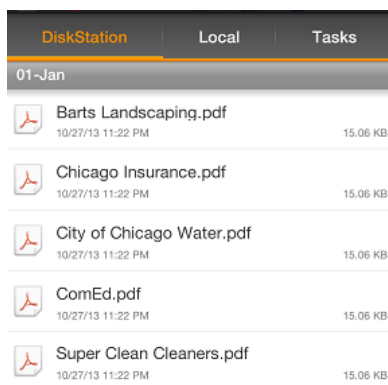 DiskStation Local Tasks
01-Jan
Barts Landscaping.pdf
10/27/13 11:22 PM 15.06 KB
Chicago Insurance.pdf
10/27/13 11:22 PM 15.06 KB
City of Chicago Water.pdf
10/27/13 11:22 PM 15.06 KB
ComEd.pdf
10/27/13 11:22 PM 15.06 KB
Super Clean Cleaners.pdf
10/27/13 11:22 PM 15.06 KB